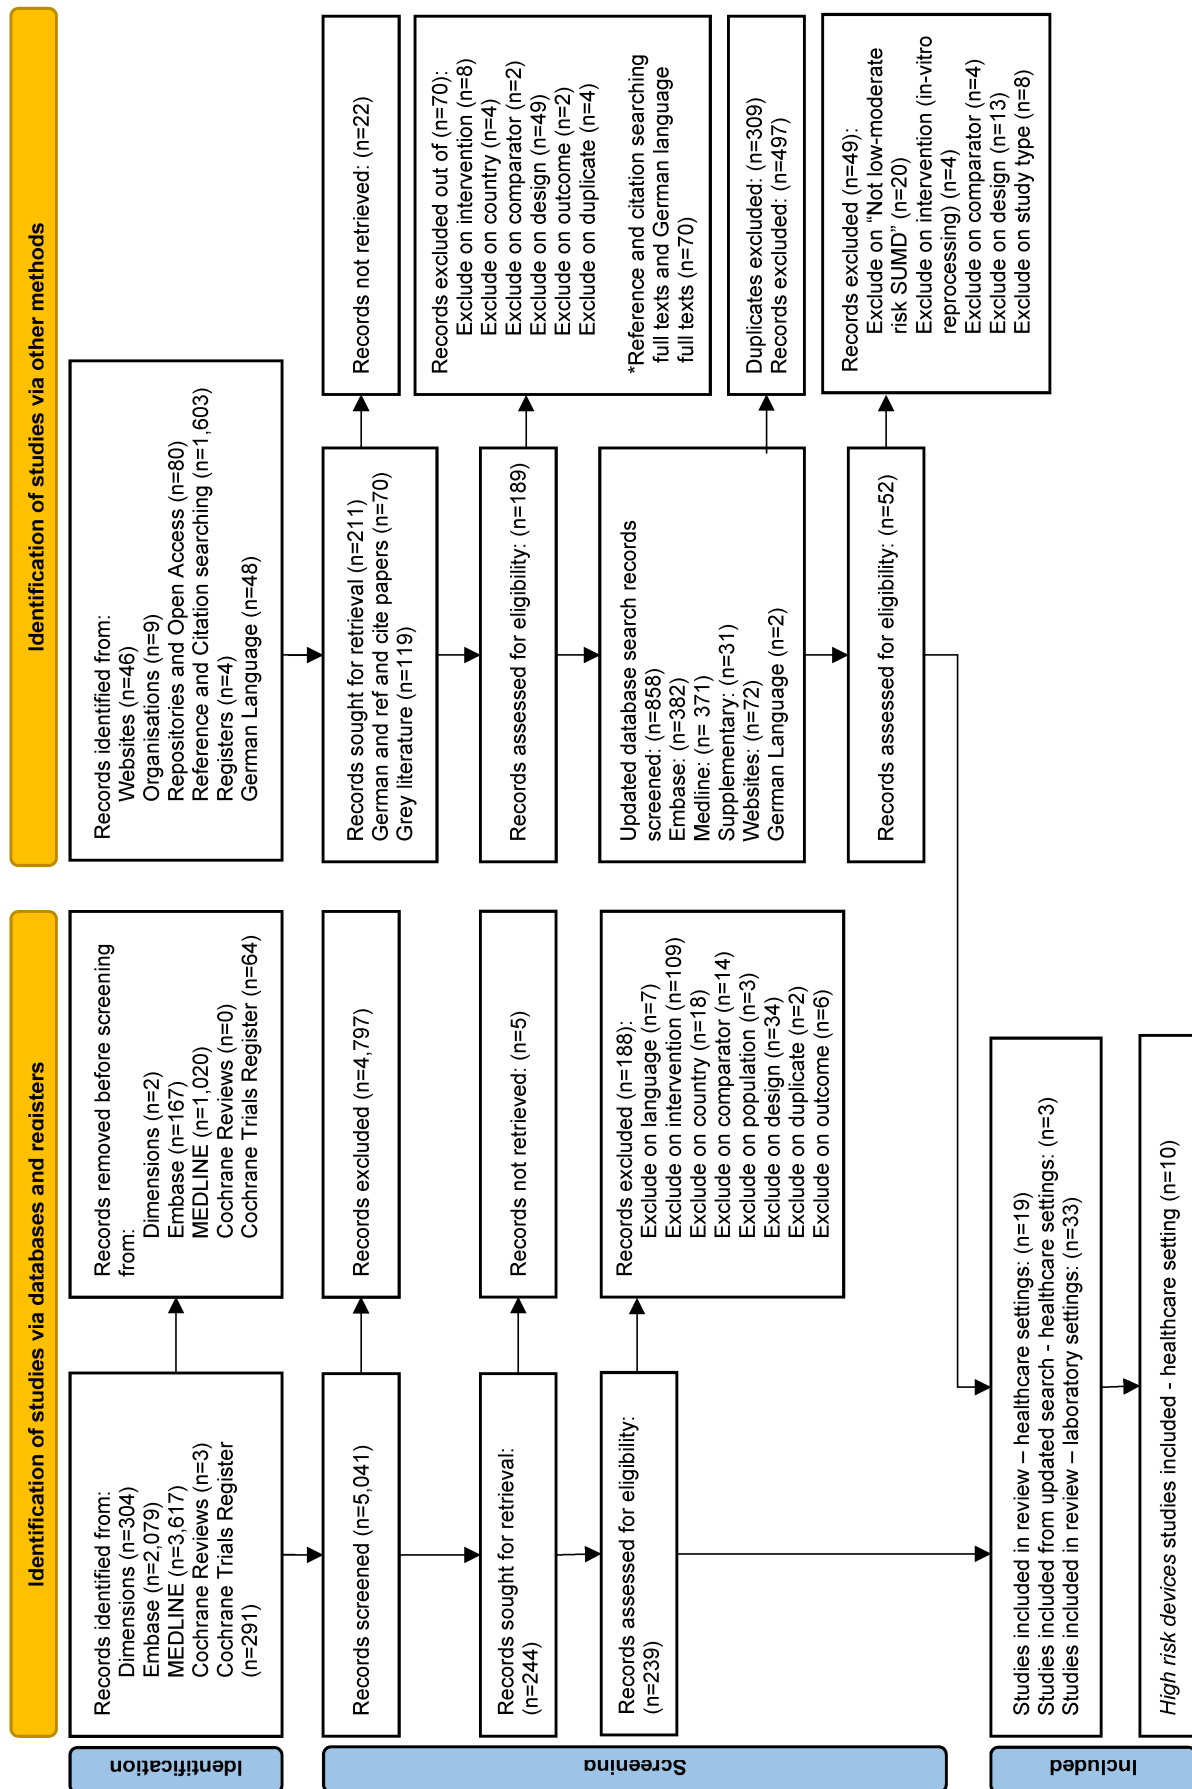 Identification of studies via databases and registers
Identification of studies via other methods
Identification
Records identified from:
Dimensions (n=304)
Embase (n=2,079)
MEDLINE (n=3,617)
Cochrane Reviews (n=3)
Cochrane Trials Register
(n=291)
Records removed before screening
from:
Dimensions (n=2)
Embase (n=167)
MEDLINE (n=1,020)
Cochrane Reviews (n=0)
Cochrane Trials Register (n=64)
Records identified from:
Websites (n=46)
Organisations (n=9)
Repositories and Open Access (n=80)
Reference and Citation searching (n=1,603)
Registers (n=4)
German Language (n=48)
Screening
Records screened (n=5,041)
Records excluded (n=4,797)
Records sought for retrieval (n=211)
German and ref and cite papers (n=70)
Grey literature (n=119)
Records not retrieved: (n=22)
Records sought for retrieval:
(n=244)
Records not retrieved: (n=5)
Records assessed for eligibility: (n=189)
Records excluded out of (n=70):
Exclude on intervention (n=8)
Exclude on country (n=4)
Exclude on comparator (n=2)
Exclude on design (n=49)
Exclude on outcome (n=2)
Exclude on duplicate (n=4)
*Reference and citation searching
full texts and German language
full texts (n=70)
Records assessed for eligibility:
(n=239)
Records excluded (n=188):
Exclude on language (n=7)
Exclude on intervention (n=109)
Exclude on country (n=18)
Exclude on comparator (n=14)
Exclude on population (n=3)
Exclude on design (n=34)
Exclude on duplicate (n=2)
Exclude on outcome (n=6)
Updated database search records
screened: (n=858)
Embase: (n=382)
Medline: (n= 371)
Supplementary: (n=31)
Websites: (n=72)
German Language (n=2)
Duplicates excluded: (n=309)
Records excluded: (n=497)
Records assessed for eligibility: (n=52)
Records excluded (n=49):
Exclude on “Not low-moderate
risk SUMD” (n=20)
Exclude on intervention (in-vitro
reprocessing) (n=4)
Exclude on comparator (n=4)
Exclude on design (n=13)
Exclude on study type (n=8)
Included
Studies included in review – healthcare settings: (n=19)
Studies included from updated search - healthcare settings: (n=3)
Studies included in review – laboratory settings: (n=33)
High risk devices studies included - healthcare setting (n=10)